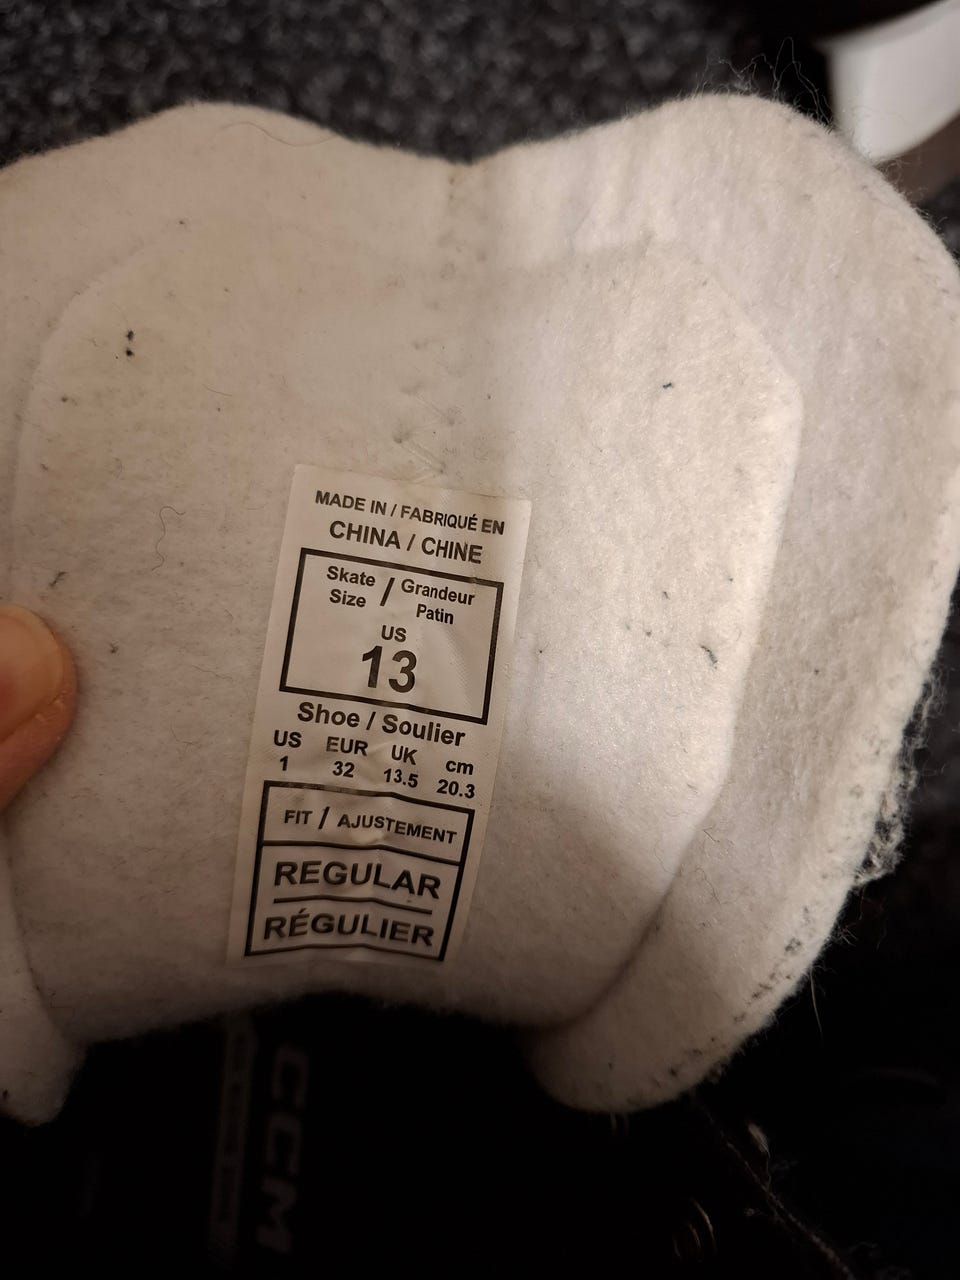 MADE IN / FABRIQUÉ EN
CHINA / CHINE
Skate Size / Grandeur Patin
US
13
Shoe / Soulier
US EUR UK cm
1 32 13.5 20.3
FIT / AJUSTEMENT
REGULAR
RÉGULIER
CCM